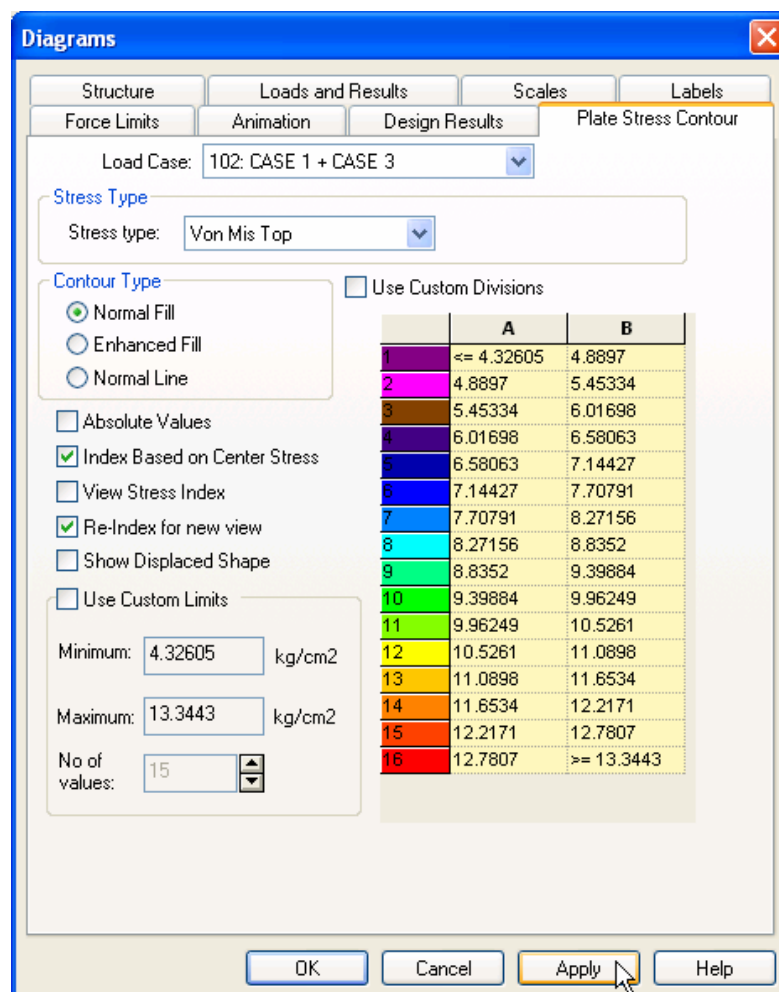 Diagrams
Structure Loads and Results Scales Labels
Force Limits Animation Design Results Plate Stress Contour
Load Case: 102: CASE 1 + CASE 3
Stress Type
Stress type: Von Mis Top
Contour Type
Normal Fill
Enhanced Fill
Normal Line
Absolute Values
Index Based on Center Stress
View Stress Index
Re-Index for new view
Show Displaced Shape
Use Custom Limits
Minimum: 4.32605 kg/cm2
Maximum: 13.3443 kg/cm2
No of values: 15
Use Custom Divisions
A B
1 <= 4.32605 4.8897
2 4.8897 5.45334
3 5.45334 6.01698
4 6.01698 6.58063
5 6.58063 7.14427
6 7.14427 7.70791
7 7.70791 8.27156
8 8.27156 8.8352
9 8.8352 9.39884
10 9.39884 9.96249
11 9.96249 10.5261
12 10.5261 11.0898
13 11.0898 11.6534
14 11.6534 12.2171
15 12.2171 12.7807
16 12.7807 >= 13.3443
OK Cancel Apply Help